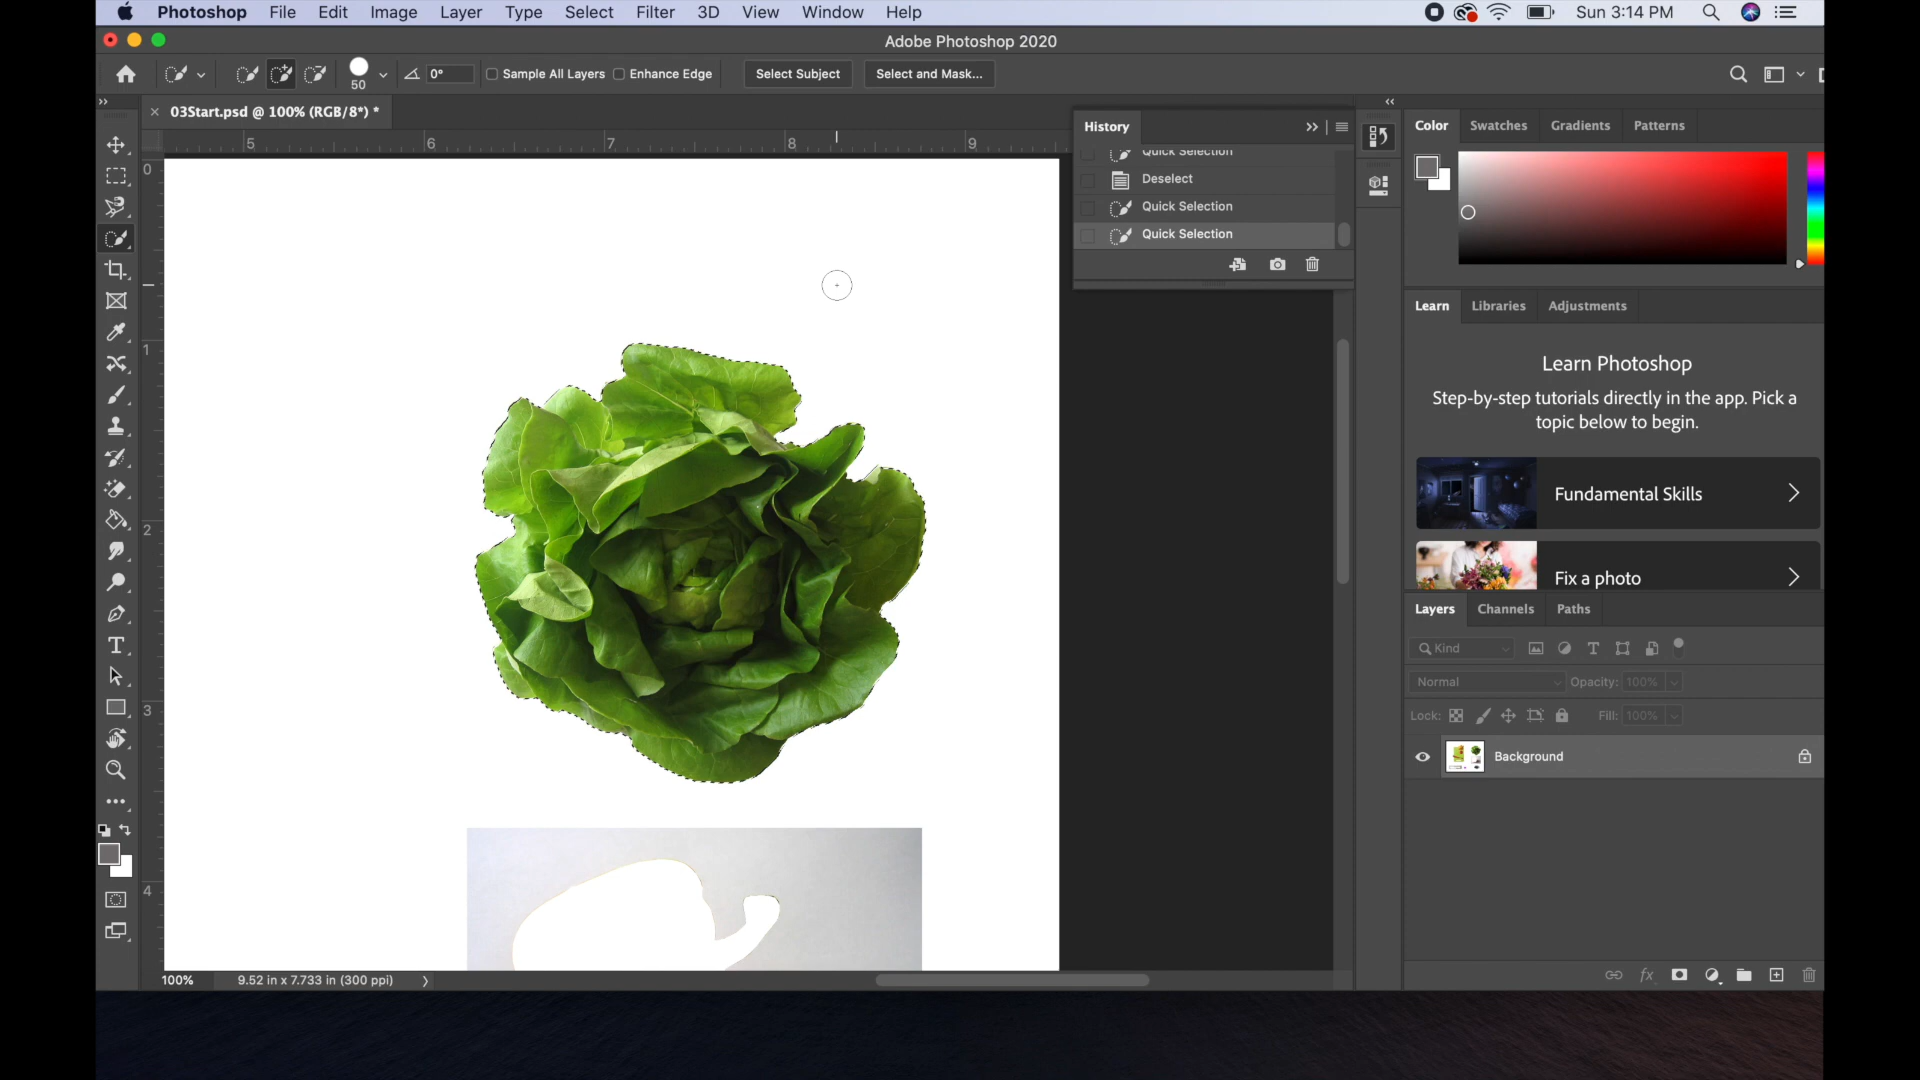 Photoshop File Edit Image Layer Type Select Filter 3D View Window Help Sun 3:14 PM
Adobe Photoshop 2020
50 0° Sample All Layers Enhance Edge Select Subject Select and Mask...
03Start.psd @ 100% (RGB/8*) *
5 6 7 8 9
0
1
2
3
4
History
Quick Selection
Deselect
Quick Selection
Quick Selection
Color Swatches Gradients Patterns
Learn Libraries Adjustments
Learn Photoshop
Step-by-step tutorials directly in the app. Pick a
topic below to begin.
Fundamental Skills
Fix a photo
Layers Channels Paths
Kind
Normal Opacity: 100%
Lock: Fill: 100%
Background
fx
100% 9.52 in x 7.733 in (300 ppi)